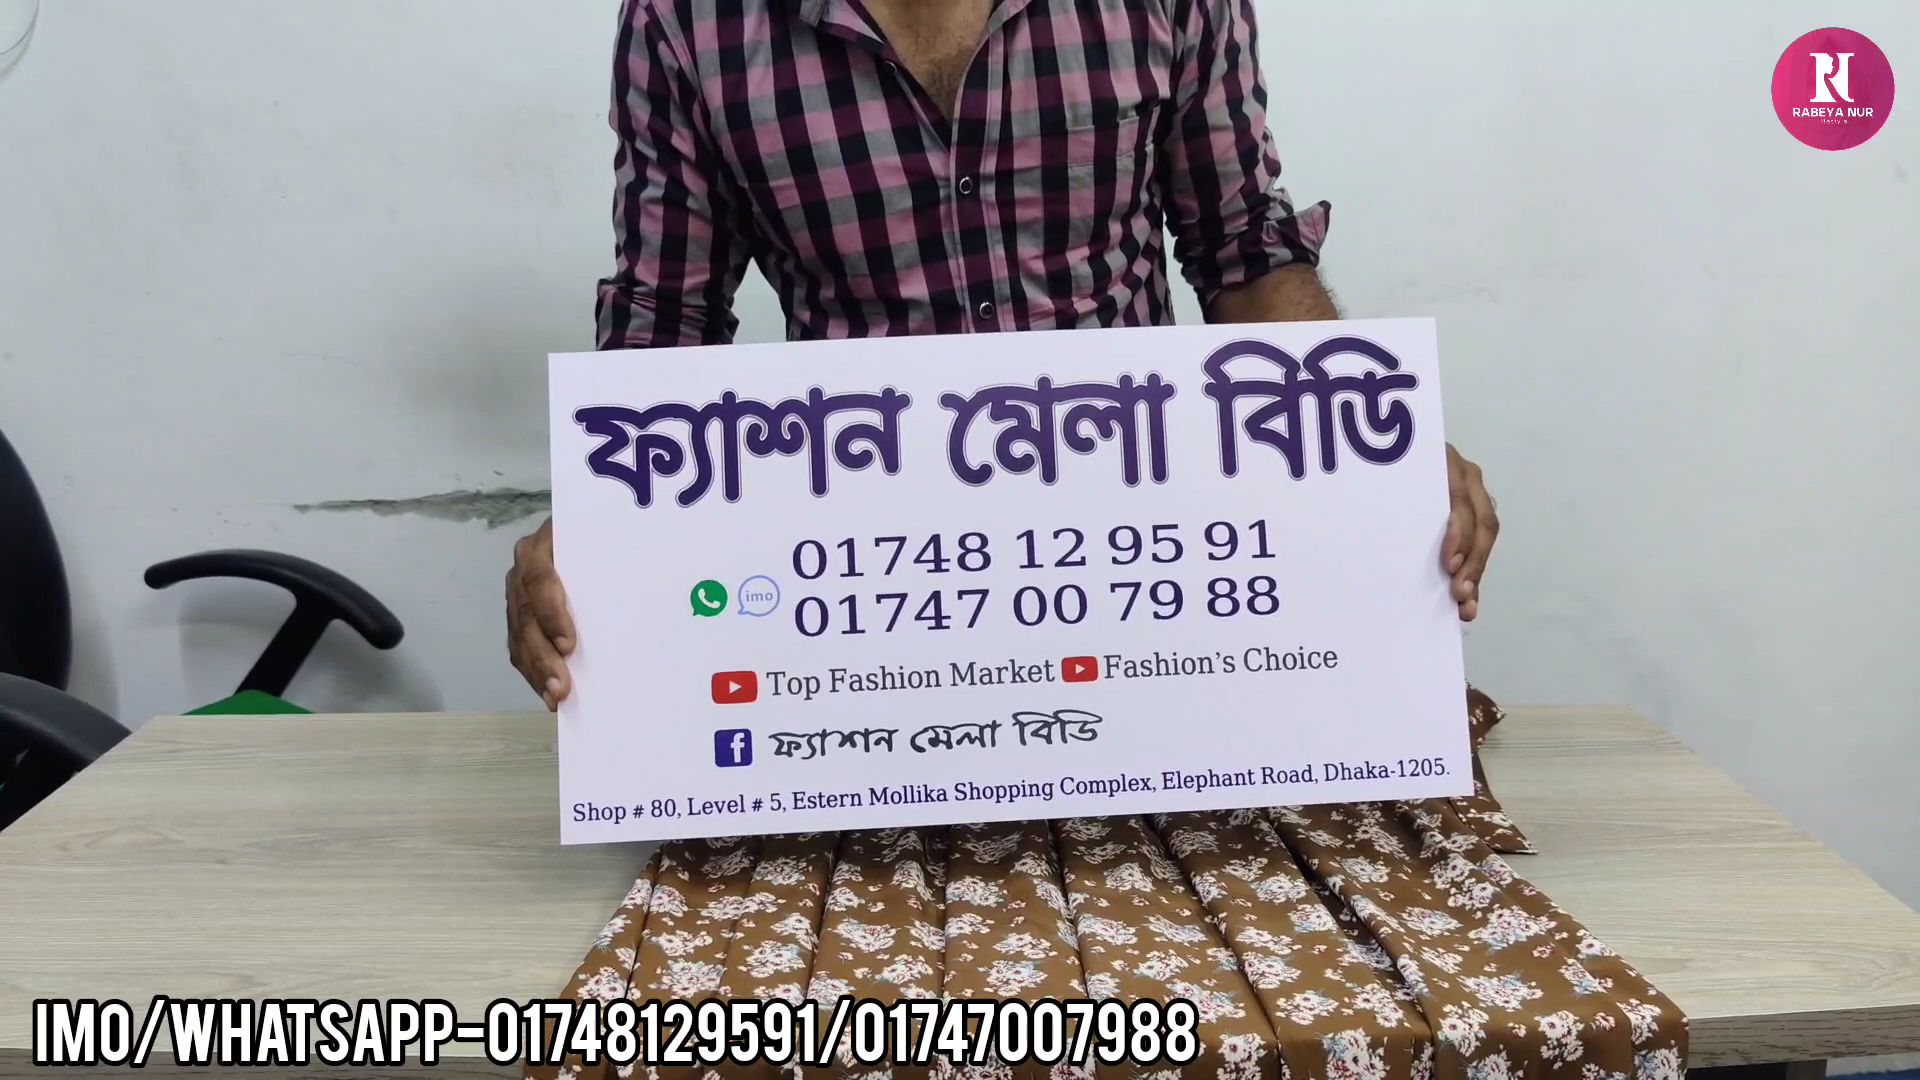 RABEYA NUR
lifestyle
ফ্যাশন মেলা বিডি
01748 12 95 91
imo
01747 00 79 88
Top Fashion Market Fashion's Choice
ফ্যাশন মেলা বিডি
Shop # 80, Level # 5, Estern Mollika Shopping Complex, Elephant Road, Dhaka-1205.
IMO/WHATSAPP-01748129591/01747007988